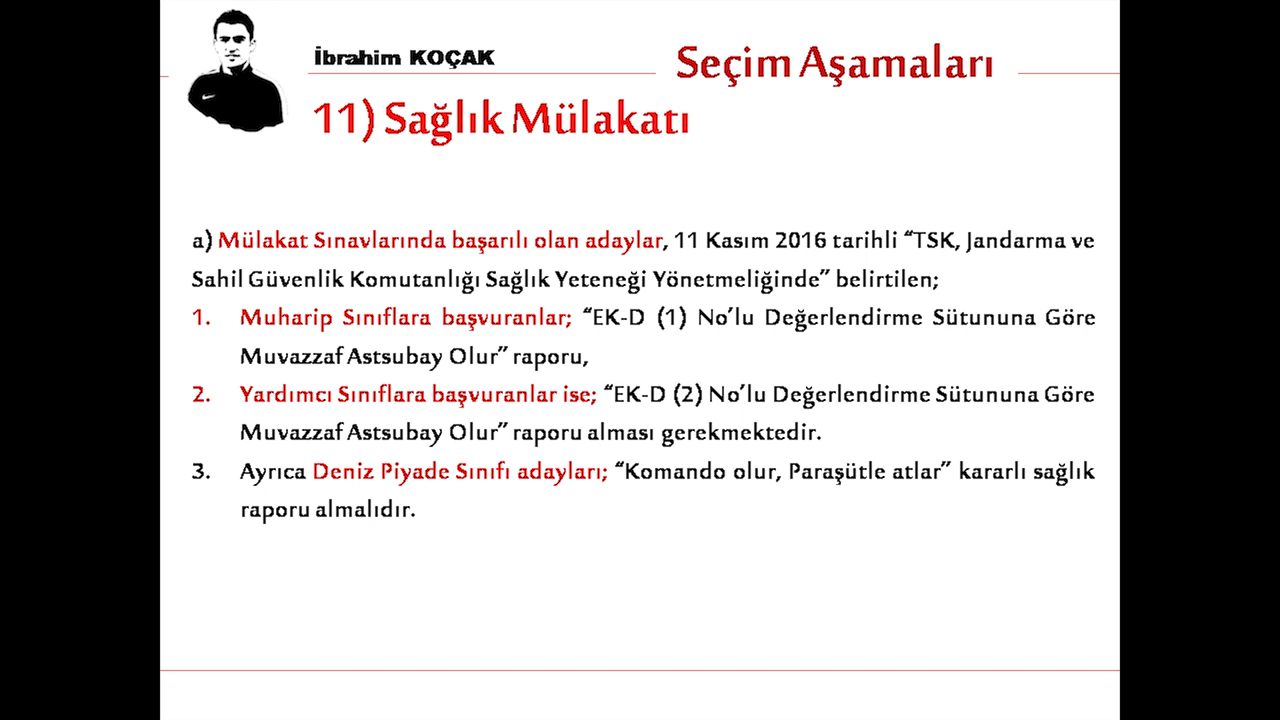 İbrahim KOÇAK
Seçim Aşamaları
11) Sağlık Mülakatı
a) Mülakat Sınavlarında başarılı olan adaylar, 11 Kasım 2016 tarihli “TSK, Jandarma ve
Sahil Güvenlik Komutanlığı Sağlık Yeteneği Yönetmeliğinde” belirtilen;
1. Muharip Sınıflara başvuranlar; “EK-D (1) No’lu Değerlendirme Sütununa Göre
Muvazzaf Astsubay Olur” raporu,
2. Yardımcı Sınıflara başvuranlar ise; “EK-D (2) No’lu Değerlendirme Sütununa Göre
Muvazzaf Astsubay Olur” raporu alması gerekmektedir.
3. Ayrıca Deniz Piyade Sınıfı adayları; “Komando olur, Paraşütle atlar” kararlı sağlık
raporu almalıdır.